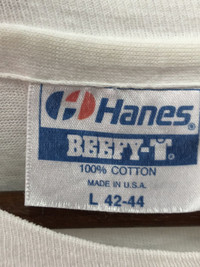 Hanes®
BEEFY-T®
100% COTTON
MADE IN U.S.A.
L 42-44